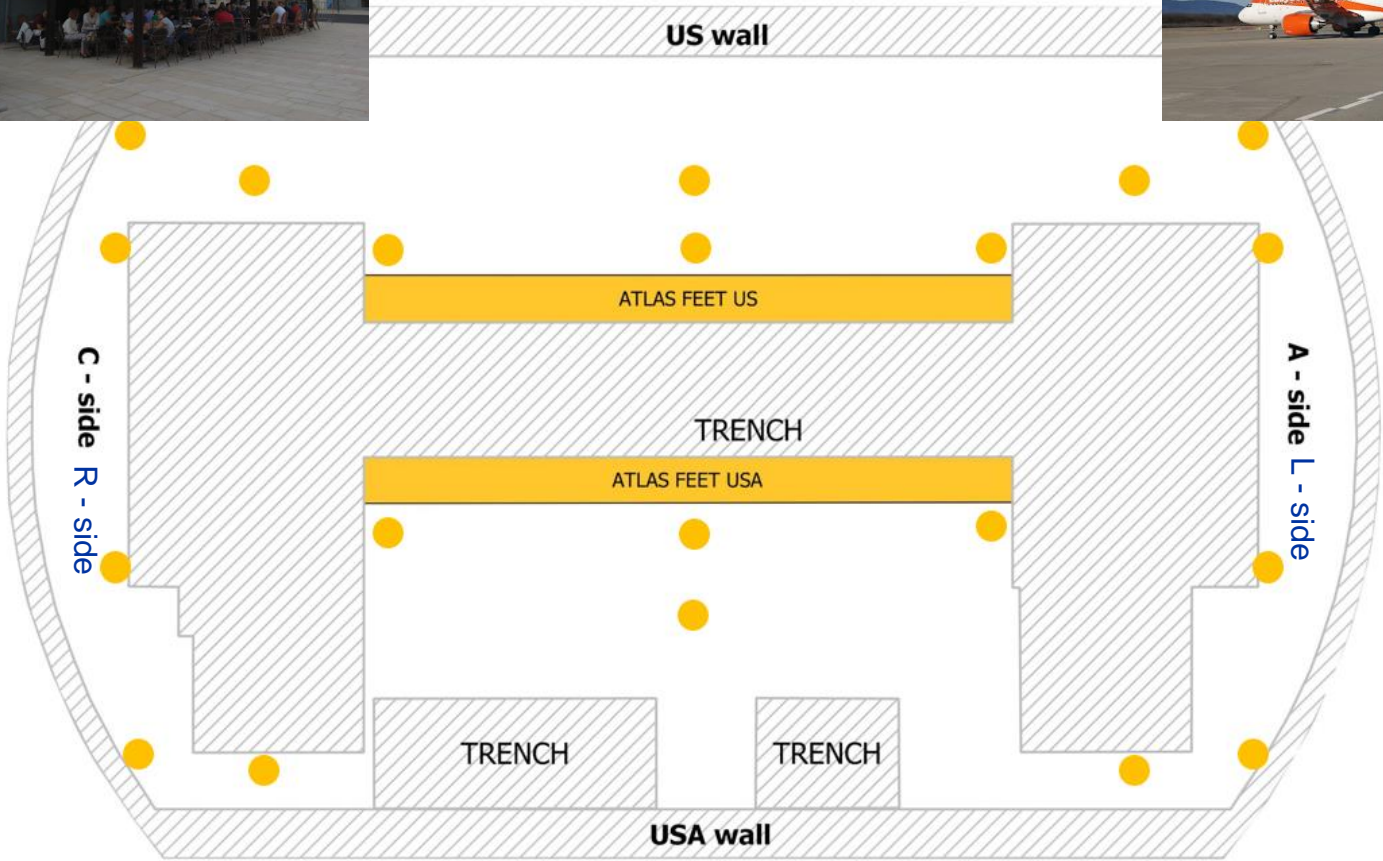 US wall
ATLAS FEET US
C - side R - side
A - side L - side
TRENCH
ATLAS FEET USA
TRENCH
TRENCH
USA wall